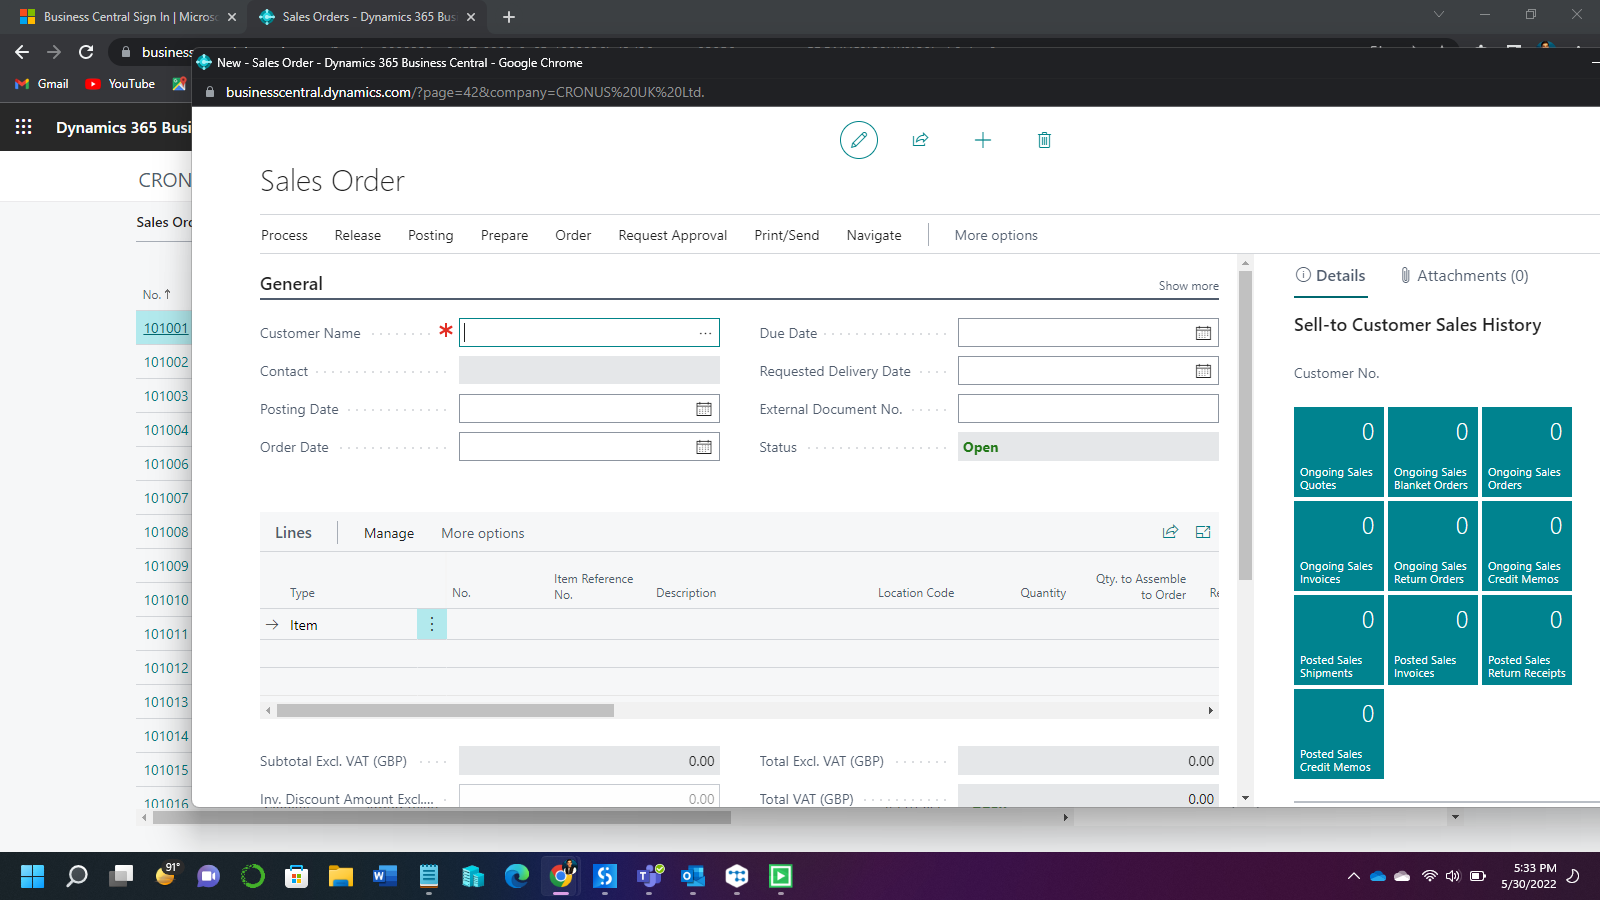 Business Central Sign In | Micros
Sales Orders - Dynamics 365 Bus
business
Gmail
YouTube
New - Sales Order - Dynamics 365 Business Central - Google Chrome
businesscentral.dynamics.com/?page=42&company=CRONUS%20UK%20Ltd.
Dynamics 365 Busi
CRON
Sales Order
Sales Ord
Process Release Posting Prepare Order Request Approval Print/Send Navigate More options
General
Show more
Details
Attachments (0)
No. ↑
Customer Name
Due Date
Sell-to Customer Sales History
101001
Contact
Requested Delivery Date
Customer No.
101002
Posting Date
External Document No.
101003
Order Date
Status
Open
101004
101006
101007
101008
101009
101010
101011
101012
101013
101014
101015
101016
0
Ongoing Sales
Quotes
0
Ongoing Sales
Blanket Orders
0
Ongoing Sales
Orders
Lines
Manage
More options
0
Ongoing Sales
Invoices
0
Ongoing Sales
Return Orders
0
Ongoing Sales
Credit Memos
Type
No.
Item Reference
No.
Description
Location Code
Quantity
Qty. to Assemble
to Order
Re
Item
0
Posted Sales
Shipments
0
Posted Sales
Invoices
0
Posted Sales
Return Receipts
0
Posted Sales
Credit Memos
Subtotal Excl. VAT (GBP)
0.00
Total Excl. VAT (GBP)
0.00
Inv. Discount Amount Excl....
0.00
Total VAT (GBP)
0.00
91°
5:33 PM
5/30/2022